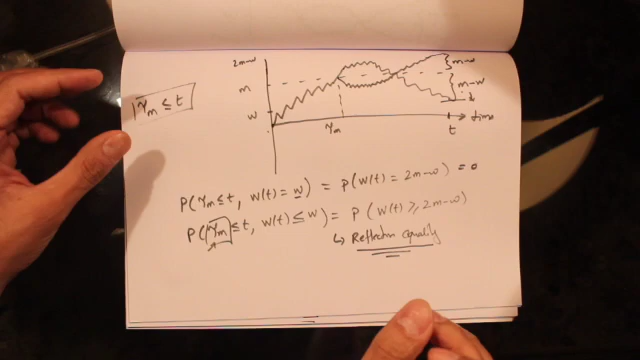 2m-w
m-w
m
m-w
τm ≤ t
w
τm
t
time
P(τm ≤ t, W(t) = w) = P(W(t) = 2m-w) = 0
P(τm ≤ t, W(t) ≤ w) = P(W(t) ≥ 2m-w)
↳ Reflection equality